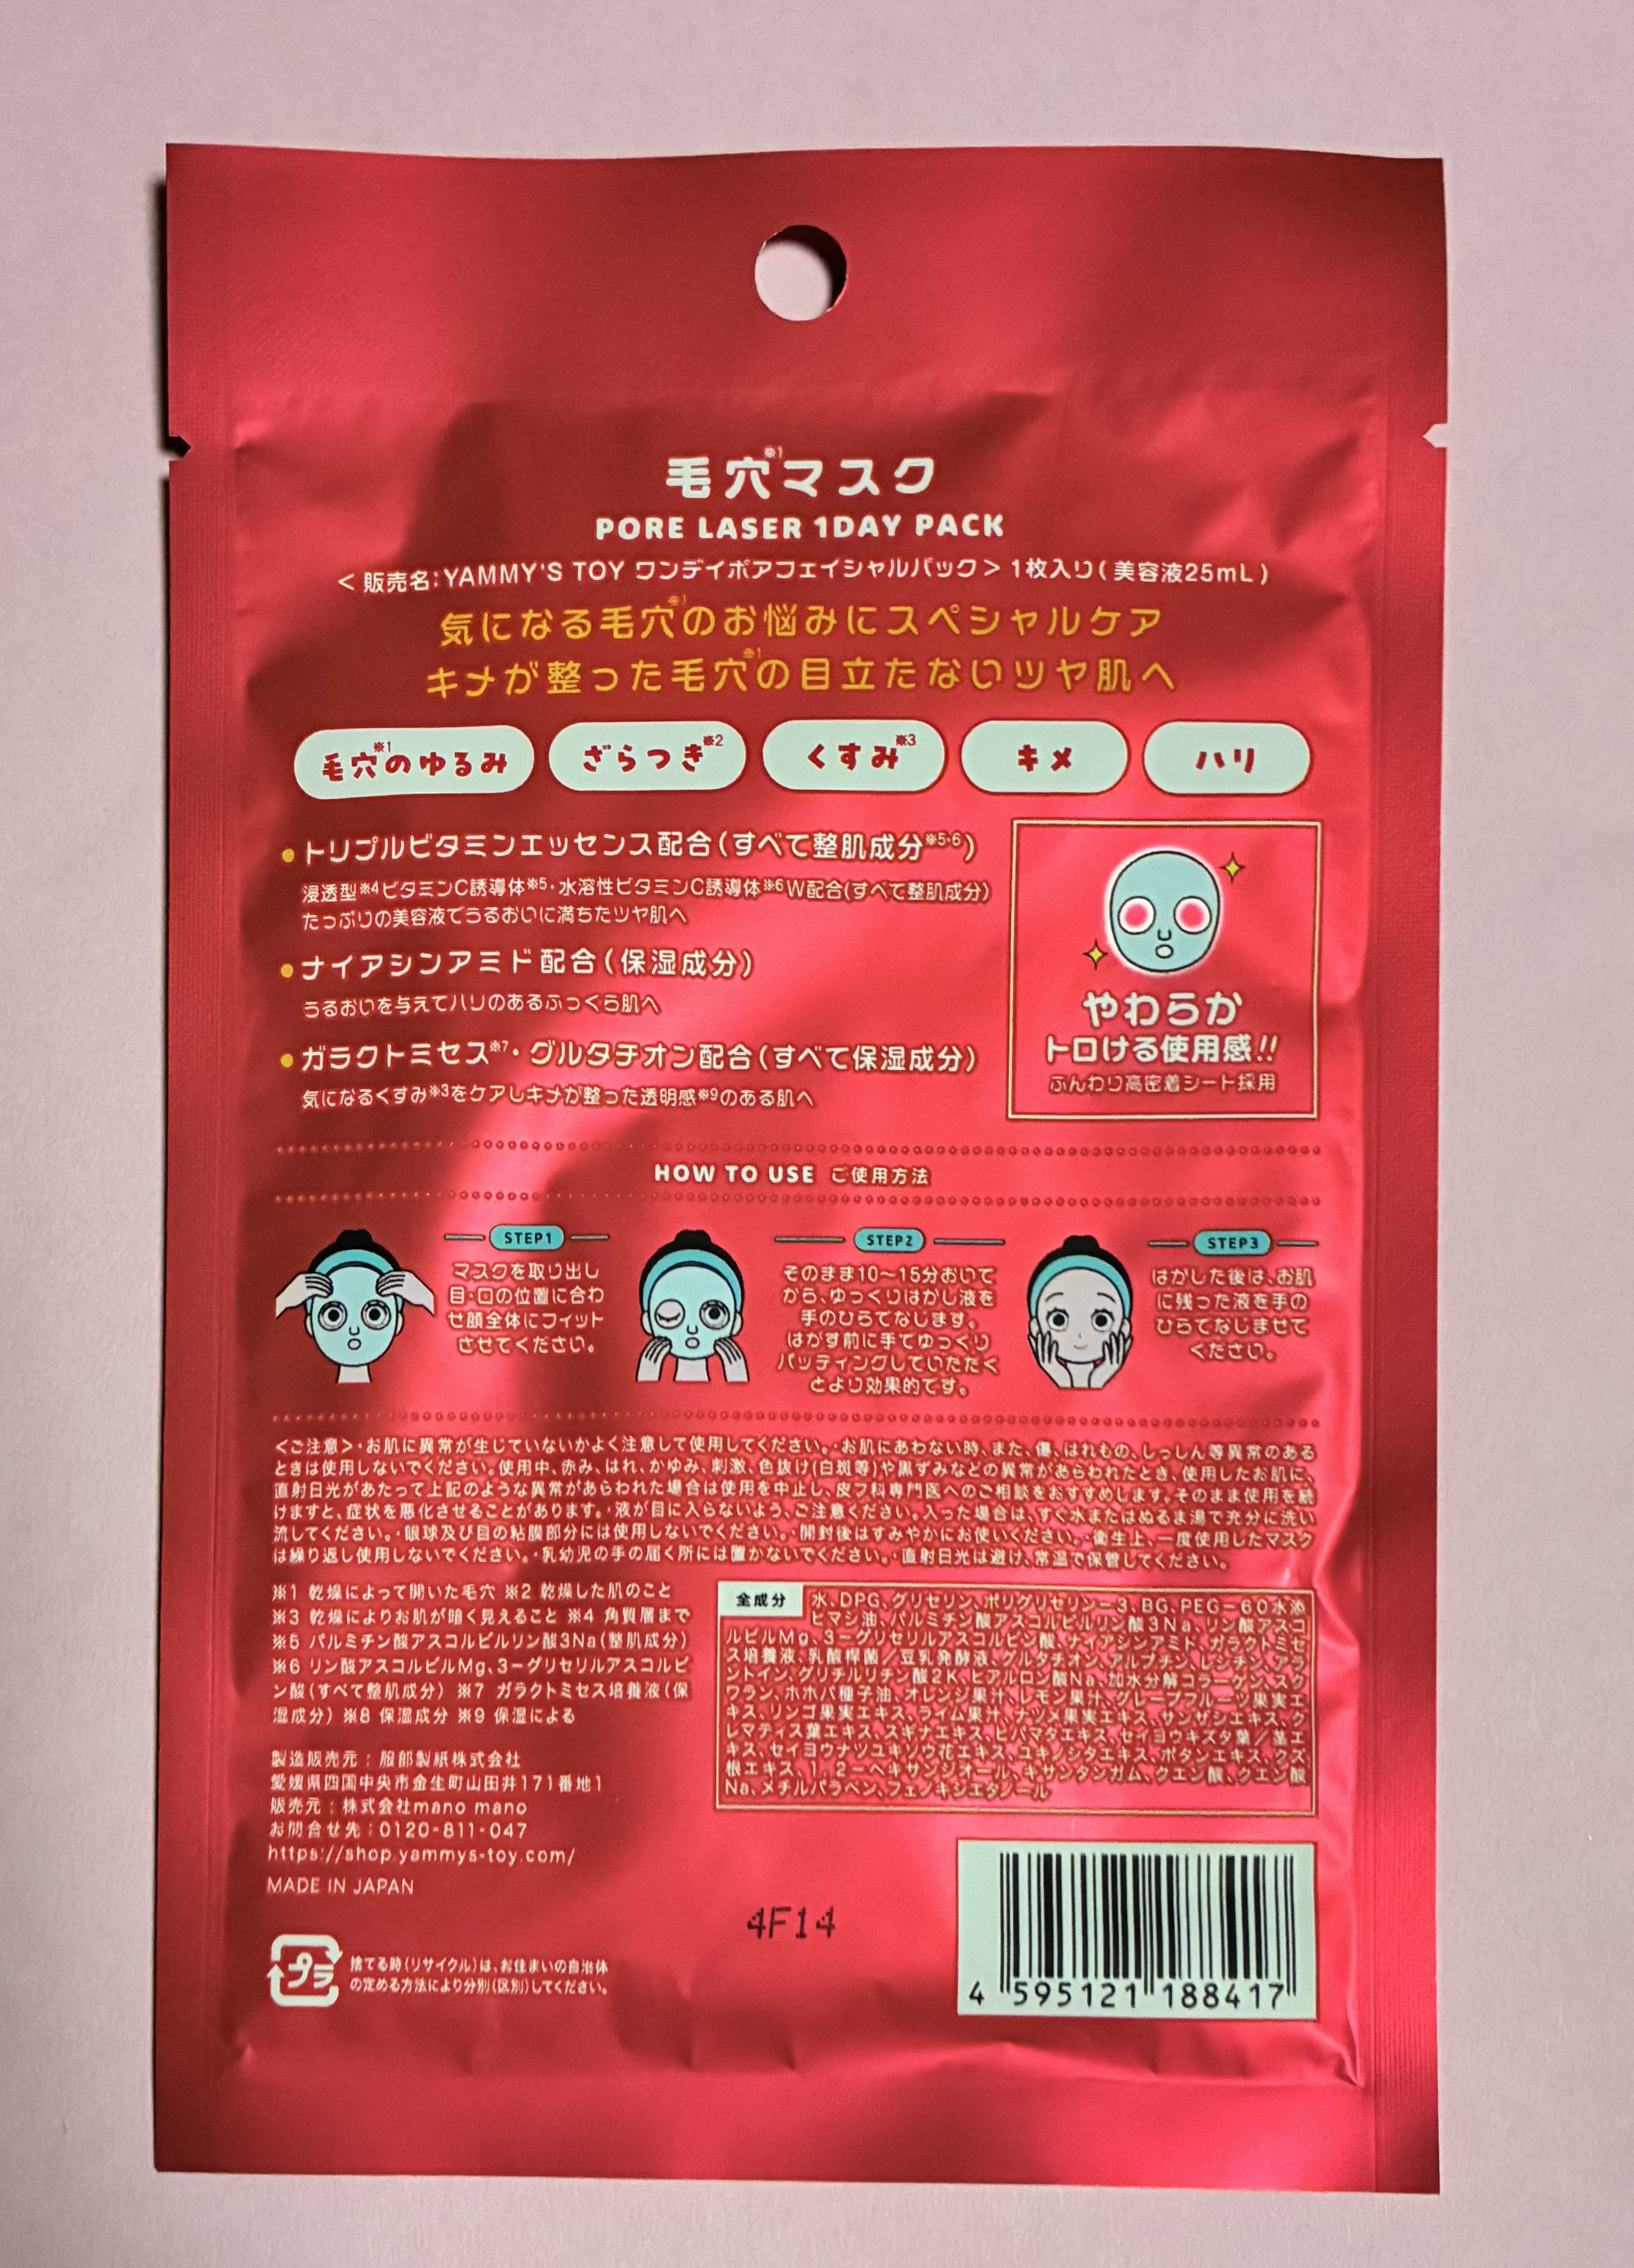 毛穴※1マスク
PORE LASER 1DAY PACK
<販売名:YAMMY'S TOY ワンデイポアフェイシャルパック> 1枚入り(美容液25mL)
気になる毛穴※1のお悩みにスペシャルケア
キメが整った毛穴※1の目立たないツヤ肌へ
毛穴※1のゆるみ ざらつき※2 くすみ※3 キメ ハリ
●トリプルビタミンエッセンス配合(すべて整肌成分※5・6)
浸透型※4ビタミンC誘導体※5・水溶性ビタミンC誘導体※6W配合(すべて整肌成分)
たっぷりの美容液でうるおいに満ちたツヤ肌へ
●ナイアシンアミド配合(保湿成分)
うるおいを与えてハリのあるふっくら肌へ
●ガラクトミセス※7・グルタチオン配合(すべて保湿成分)
気になるくすみ※3をケアしキメが整った透明感※9のある肌へ
やわらか
トロける使用感!!
ふんわり高密着シート採用
HOW TO USE ご使用方法
STEP1
マスクを取り出し
目・口の位置に合わ
せ顔全体にフィット
させてください。
STEP2
そのまま10〜15分おいて
から、ゆっくりはがし液を
手のひらでなじます。
はがす前に手でゆっくり
パッティングしていただく
とより効果的です。
STEP3
はがした後は、お肌
に残った液を手の
ひらでなじませて
ください。
<ご注意>・お肌に異常が生じていないかよく注意して使用してください。・お肌にあわない時、また、傷、はれもの、しっしん等異常のある
ときは使用しないでください。使用中、赤み、はれ、かゆみ、刺激、色抜け(白斑等)や黒ずみなどの異常があらわれたとき、使用したお肌に、
直射日光があたって上記のような異常があらわれた場合は使用を中止し、皮フ科専門医へのご相談をおすすめします。そのまま使用を続
けますと、症状を悪化させることがあります。・液が目に入らないよう、ご注意ください。入った場合は、すぐ水またはぬるま湯で充分に洗い
流してください。・眼球及び目の粘膜部分には使用しないでください。・開封後はすみやかにお使いください。・衛生上、一度使用したマスク
は繰り返し使用しないでください。・乳幼児の手の届く所には置かないでください。・直射日光は避け、常温で保管してください。
※1 乾燥によって開いた毛穴 ※2 乾燥した肌のこと
※3 乾燥によりお肌が暗く見えること ※4 角質層まで
※5 パルミチン酸アスコルビルリン酸3Na(整肌成分)
※6 リン酸アスコルビルMg、3-グリセリルアスコルビ
ン酸(すべて整肌成分) ※7 ガラクトミセス培養液(保
湿成分) ※8 保湿成分 ※9 保湿による
全成分 水、DPG、グリセリン、ポリグリセリン-3、BG、PEG-60水添
ヒマシ油、パルミチン酸アスコルビルリン酸3Na、リン酸アスコ
ルビルMg、3-グリセリルアスコルビン酸、ナイアシンアミド、ガラクトミセ
ス培養液、乳酸桿菌/豆乳発酵液、グルタチオン、アルブチン、レシチン、アラ
ントイン、グリチルリチン酸2K、ヒアルロン酸Na、加水分解コラーゲン、スク
ワラン、ホホバ種子油、オレンジ果汁、レモン果汁、グレープフルーツ果実エ
キス、リンゴ果実エキス、ライム果汁、ナツメ果実エキス、サンザシエキス、ク
レマティス葉エキス、スギナエキス、ヒバマタエキス、セイヨウキズタ葉/茎エ
キス、セイヨウナツユキソウ花エキス、ユキノシタエキス、ボタンエキス、クズ
根エキス、1,2-ヘキサンジオール、キサンタンガム、クエン酸、クエン酸
Na、メチルパラベン、フェノキシエタノール
製造販売元:服部製紙株式会社
愛媛県四国中央市金生町山田井171番地1
販売元:株式会社mano mano
お問合せ先:0120-811-047
https://shop.yammys-toy.com/
MADE IN JAPAN
プラ
捨てる時(リサイクル)は、お住まいの自治体
の定める方法により分別(区別)してください。
4F14
4 595121 188417